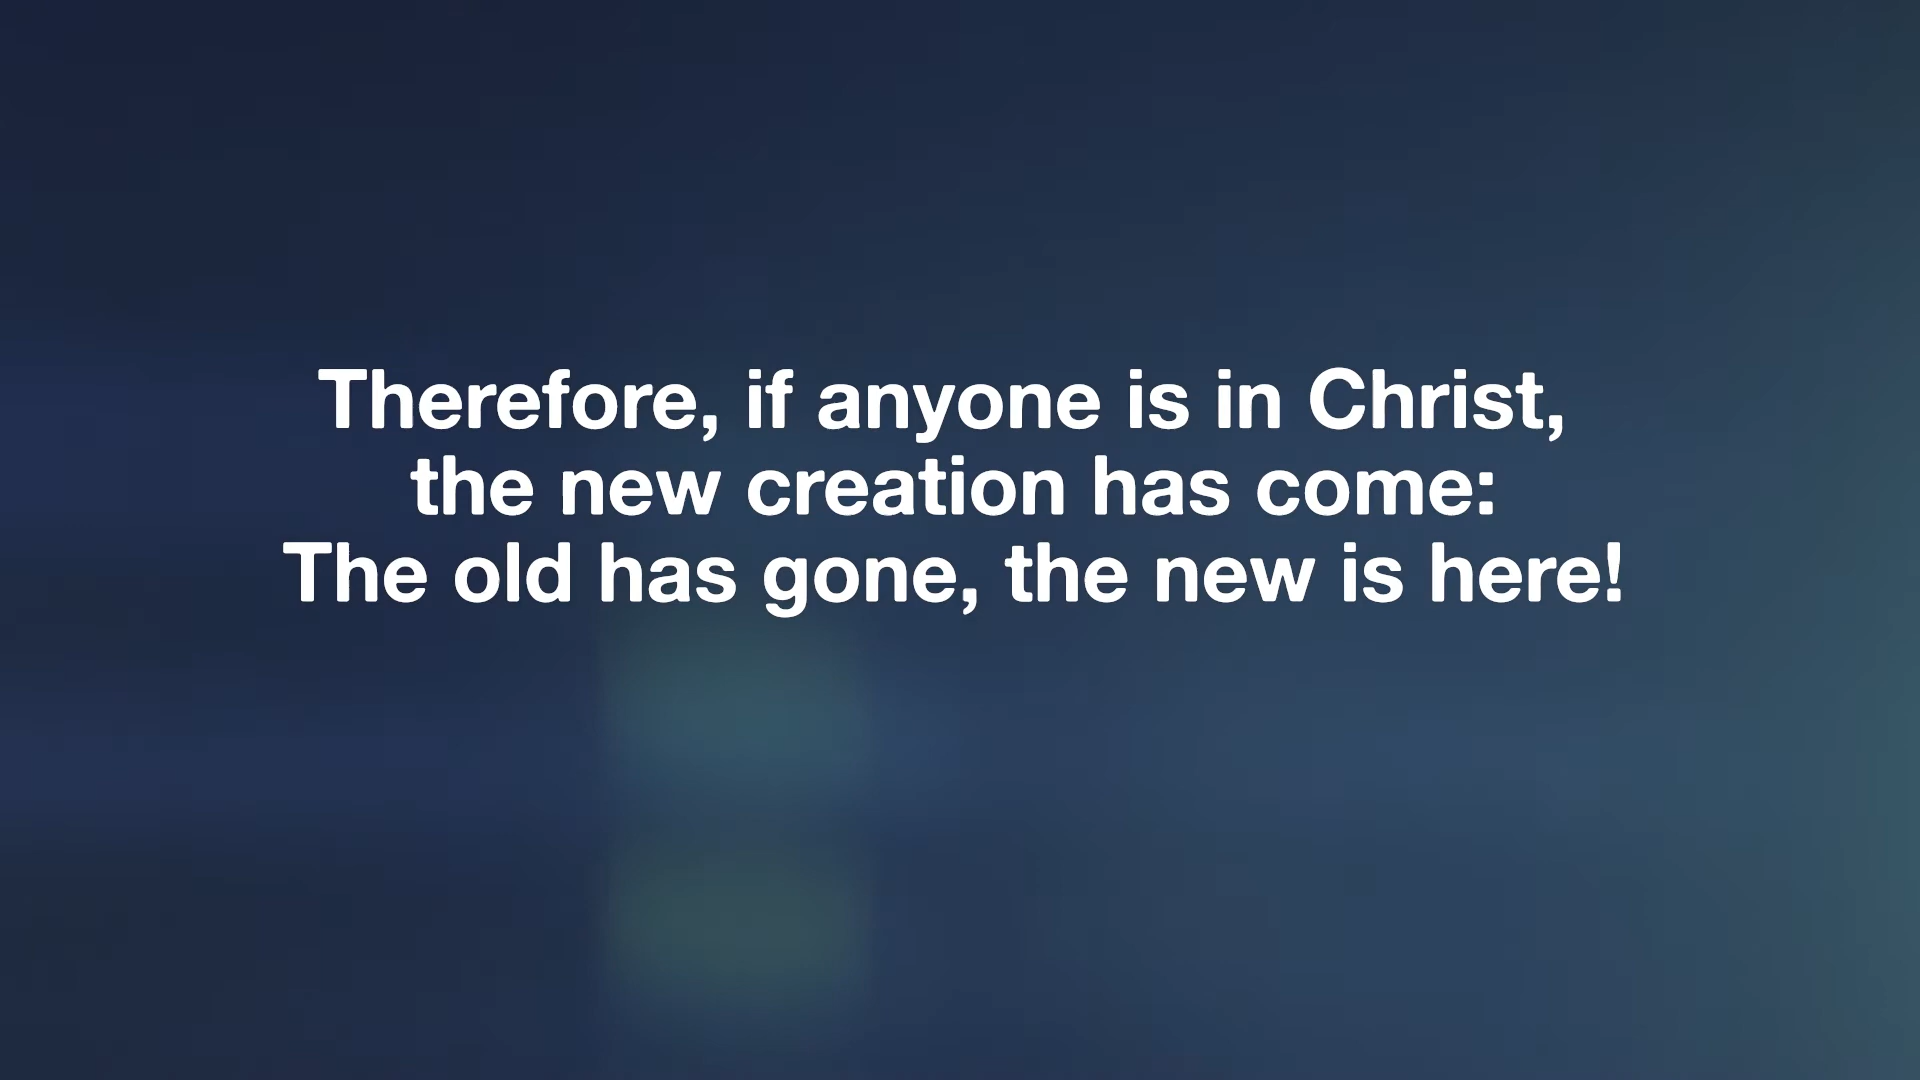 Therefore, if anyone is in Christ,
the new creation has come:
The old has gone, the new is here!